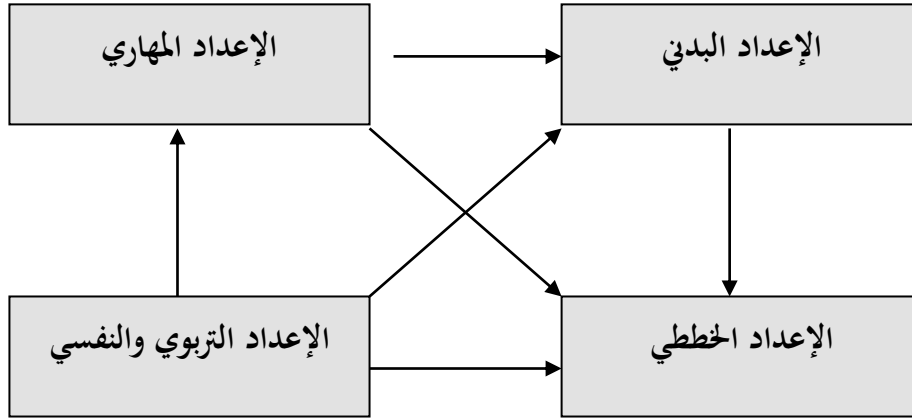 الإعداد البدني
الإعداد المهاري
الإعداد الخططي
الإعداد التربوي والنفسي